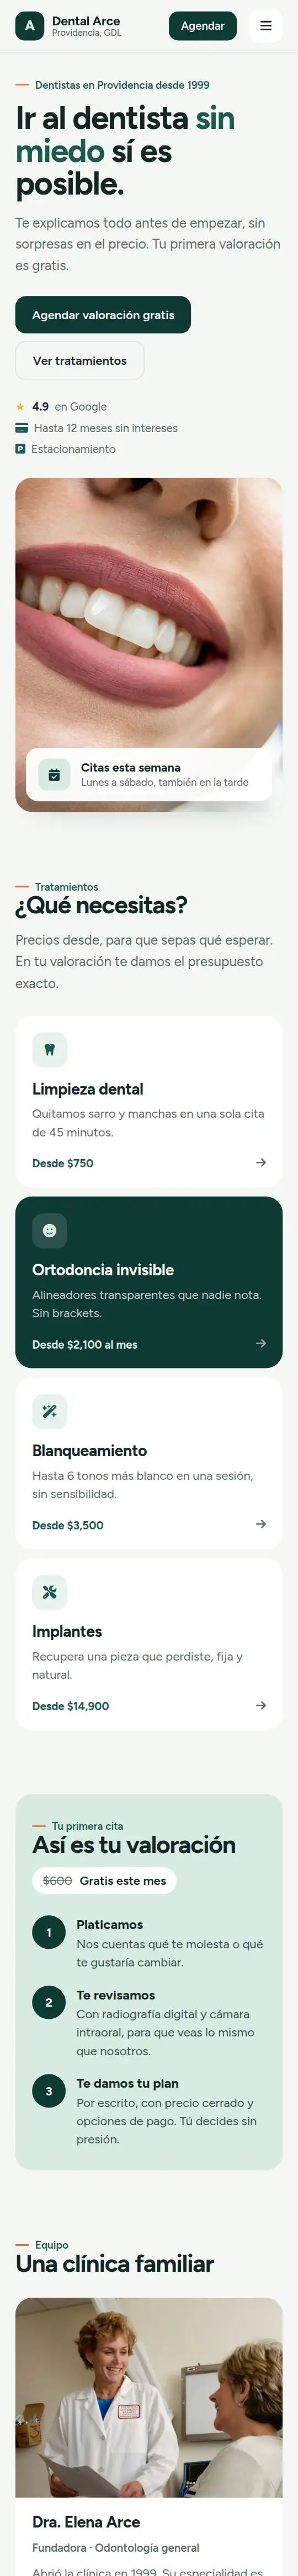 A
Dental Arce
Providencia, GDL
Agendar
Dentistas en Providencia desde 1999
Ir al dentista sin
miedo sí es
posible.
Te explicamos todo antes de empezar, sin
sorpresas en el precio. Tu primera valoración
es gratis.
Agendar valoración gratis
Ver tratamientos
4.9 en Google
Hasta 12 meses sin intereses
P Estacionamiento
Citas esta semana
Lunes a sábado, también en la tarde
Tratamientos
¿Qué necesitas?
Precios desde, para que sepas qué esperar.
En tu valoración te damos el presupuesto
exacto.
Limpieza dental
Quitamos sarro y manchas en una sola cita
de 45 minutos.
Desde $750
Ortodoncia invisible
Alineadores transparentes que nadie nota.
Sin brackets.
Desde $2,100 al mes
Blanqueamiento
Hasta 6 tonos más blanco en una sesión,
sin sensibilidad.
Desde $3,500
Implantes
Recupera una pieza que perdiste, fija y
natural.
Desde $14,900
Tu primera cita
Así es tu valoración
$600 Gratis este mes
1
Platicamos
Nos cuentas qué te molesta o qué
te gustaría cambiar.
2
Te revisamos
Con radiografía digital y cámara
intraoral, para que veas lo mismo
que nosotros.
3
Te damos tu plan
Por escrito, con precio cerrado y
opciones de pago. Tú decides sin
presión.
Equipo
Una clínica familiar
Dra. Elena Arce
Fundadora · Odontología general
Abrió la clínica en 1999. Su especialidad es